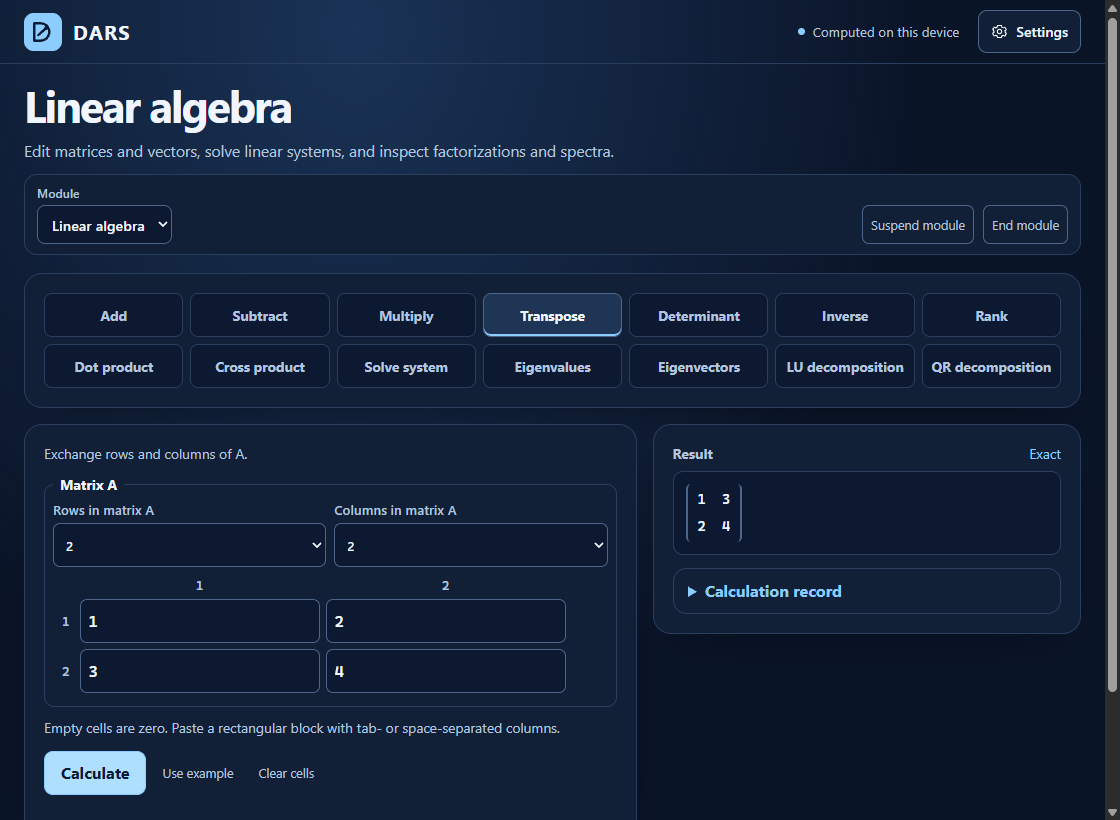 DARS
Computed on this device
Settings
Linear algebra
Edit matrices and vectors, solve linear systems, and inspect factorizations and spectra.
Module
Linear algebra
Suspend module
End module
Add
Subtract
Multiply
Transpose
Determinant
Inverse
Rank
Dot product
Cross product
Solve system
Eigenvalues
Eigenvectors
LU decomposition
QR decomposition
Exchange rows and columns of A.
Matrix A
Rows in matrix A
Columns in matrix A
2
2
1 2
1 1 2
2 3 4
Empty cells are zero. Paste a rectangular block with tab- or space-separated columns.
Calculate
Use example
Clear cells
Result
Exact
1 3
2 4
Calculation record